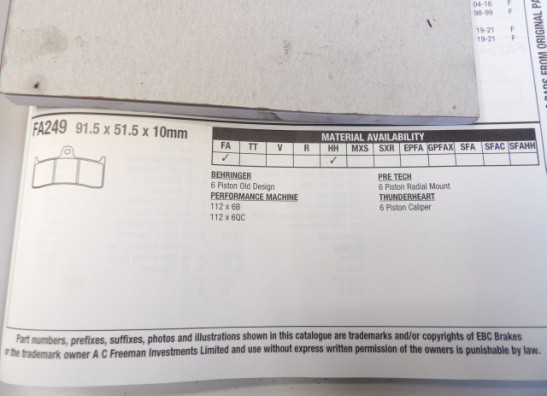 04-16 F
98-99 F
19-21 F
19-21 F
FROM ORIGINAL
FA249 91.5 x 51.5 x 10mm
MATERIAL AVAILABILITY
FA TT V R HH MXS SXR EPFA GPFAX SFA SFAC SFAHH
✓ ✓
BEHRINGER
6 Piston Old Design
PERFORMANCE MACHINE
112 x 6B
112 x 6QC
PRE TECH
6 Piston Radial Mount
THUNDERHEART
6 Piston Caliper
Part numbers, prefixes, suffixes, photos and illustrations shown in this catalogue are trademarks and/or copyrights of EBC Brakes
or the trademark owner A C Freeman Investments Limited and use without express written permission of the owners is punishable by law.